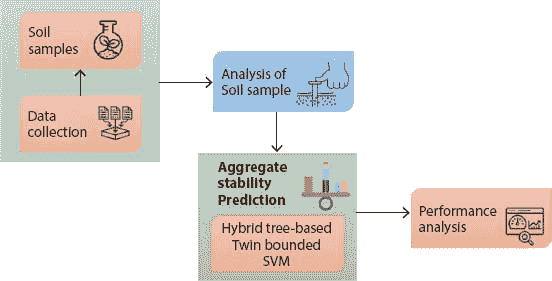 Soil
samples
Data
collection
Analysis of
Soil sample
Aggregate
stability
Prediction
Hybrid tree-based
Twin bounded
SVM
Performance
analysis